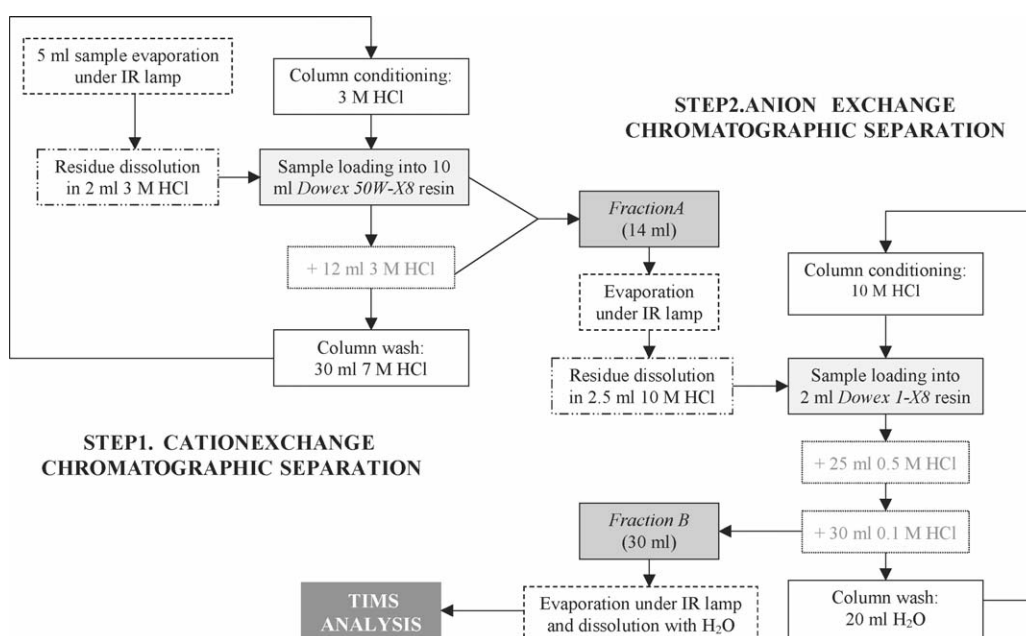 5 ml sample evaporation
under IR lamp
Column conditioning:
3 M HCl
Residue dissolution
in 2 ml 3 M HCl
Sample loading into 10
ml Dowex 50W-X8 resin
+ 12 ml 3 M HCl
Column wash:
30 ml 7 M HCl
STEP1. CATIONEXCHANGE
CHROMATOGRAPHIC SEPARATION
STEP2.ANION EXCHANGE
CHROMATOGRAPHIC SEPARATION
FractionA
(14 ml)
Evaporation
under IR lamp
Residue dissolution
in 2.5 ml 10 M HCl
Column conditioning:
10 M HCl
Sample loading into
2 ml Dowex 1-X8 resin
+ 25 ml 0.5 M HCl
+ 30 ml 0.1 M HCl
Column wash:
20 ml H₂O
Fraction B
(30 ml)
Evaporation under IR lamp
and dissolution with H₂O
TIMS
ANALYSIS